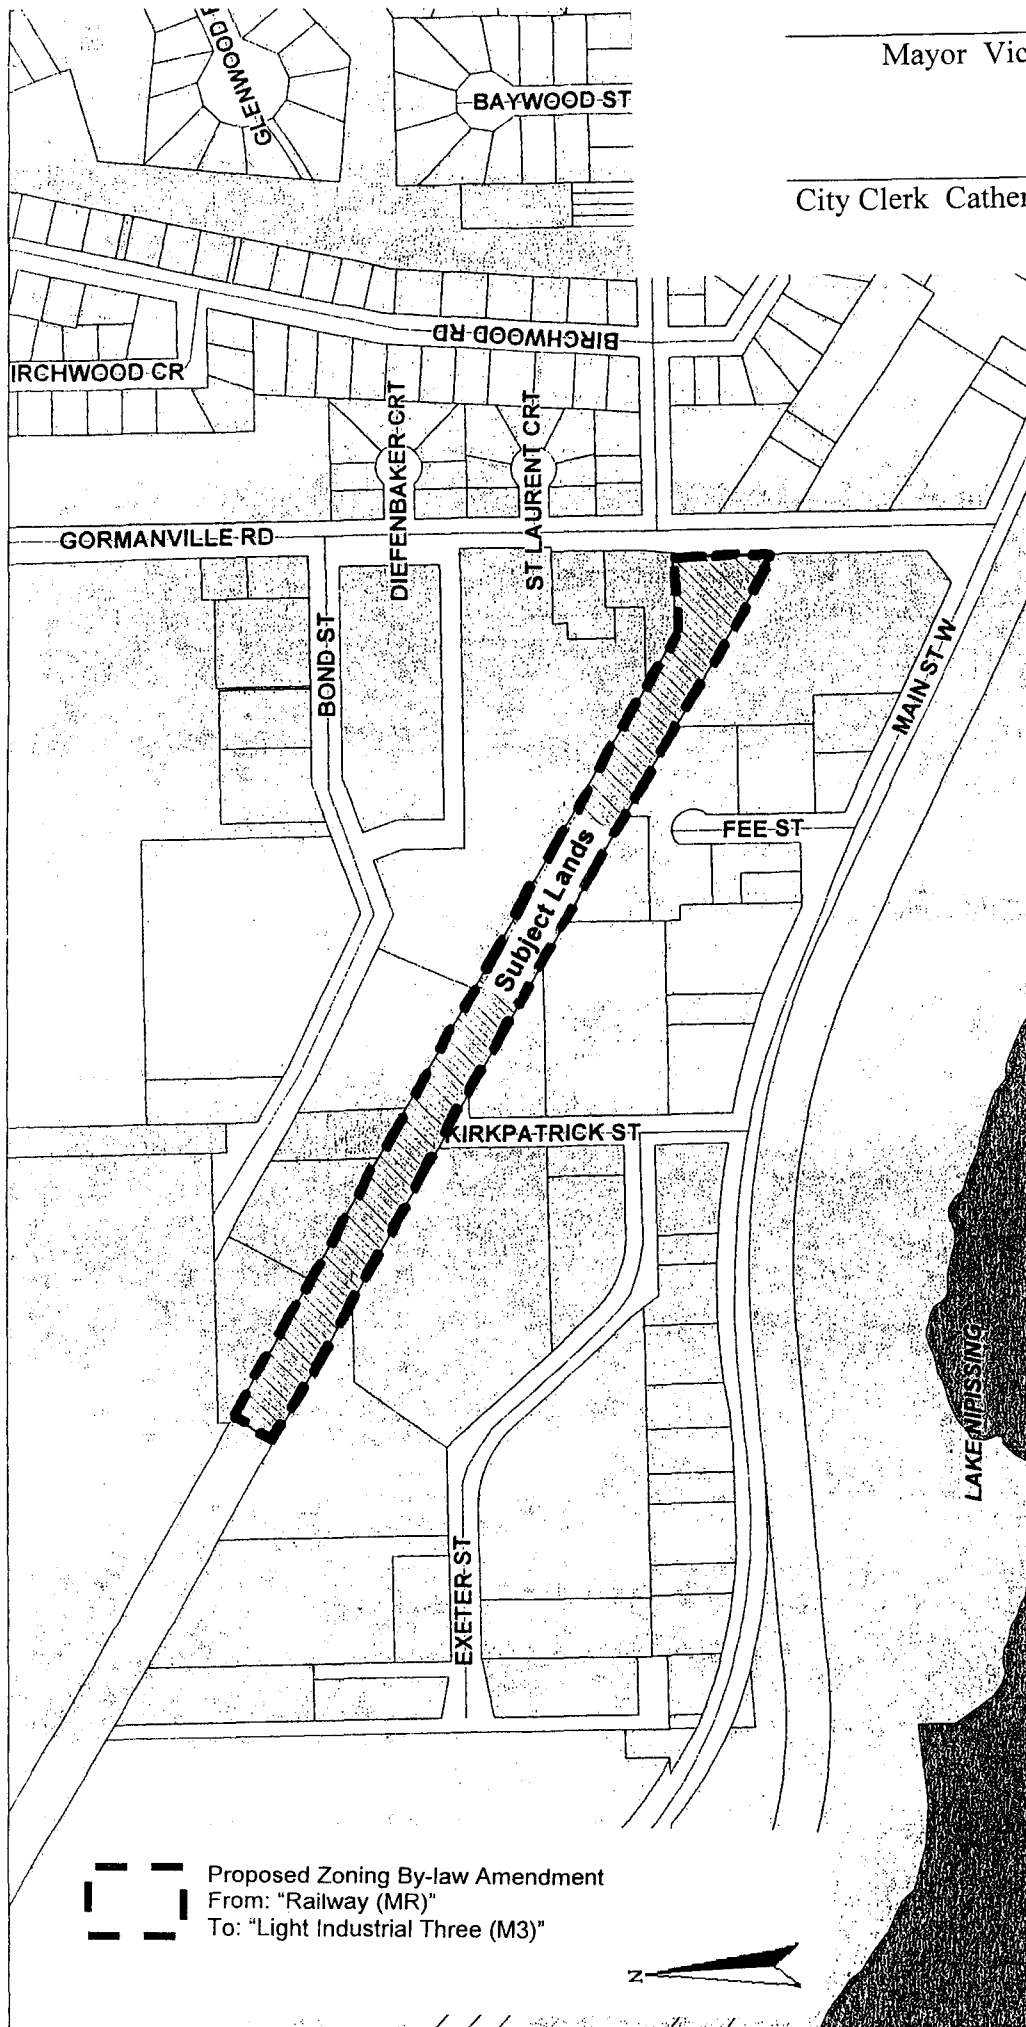 Mayor Vic
City Clerk Cather
GLENWOOD
BAYWOOD ST
BIRCHWOOD RD
IRCHWOOD CR
DIEFENBAKER CRT
ST LAURENT CRT
GORMANVILLE RD
BOND ST
MAIN ST W
FEE ST
Subject Lands
KIRKPATRICK ST
LAKE NIPISSING
EXETER ST
Proposed Zoning By-law Amendment
From: "Railway (MR)"
To: "Light Industrial Three (M3)"
N